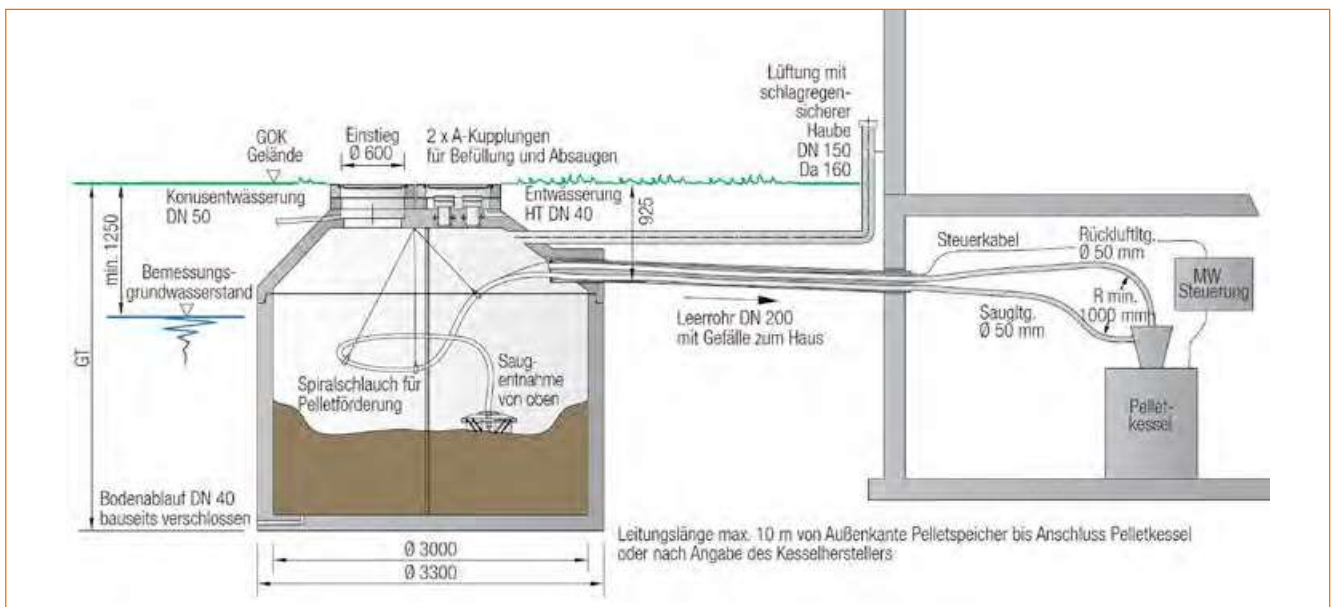 Lüftung mit
schlagregen-
sicherer
Haube
DN 150
Da 160
GOK
Gelände
Einstieg
Ø 600
2 x A-Kupplungen
für Befüllung und Absaugen
Konusentwässerung
DN 50
Entwässerung
HT DN 40
925
min. 1250
Bemessungs-
grundwasserstand
GT
Steuerkabel
Rückluftltg.
Ø 50 mm
MW
Steuerung
R min.
1000 mm
Saugltg.
Ø 50 mm
Leerrohr DN 200
mit Gefälle zum Haus
Spiralschlauch für
Pelletförderung
Saug-
entnahme
von oben
Pellet-
kessel
Bodenablauf DN 40
bauseits verschlossen
Leitungslänge max. 10 m von Außenkante Pelletspeicher bis Anschluss Pelletkessel
oder nach Angabe des Kesselherstellers
Ø 3000
Ø 3300